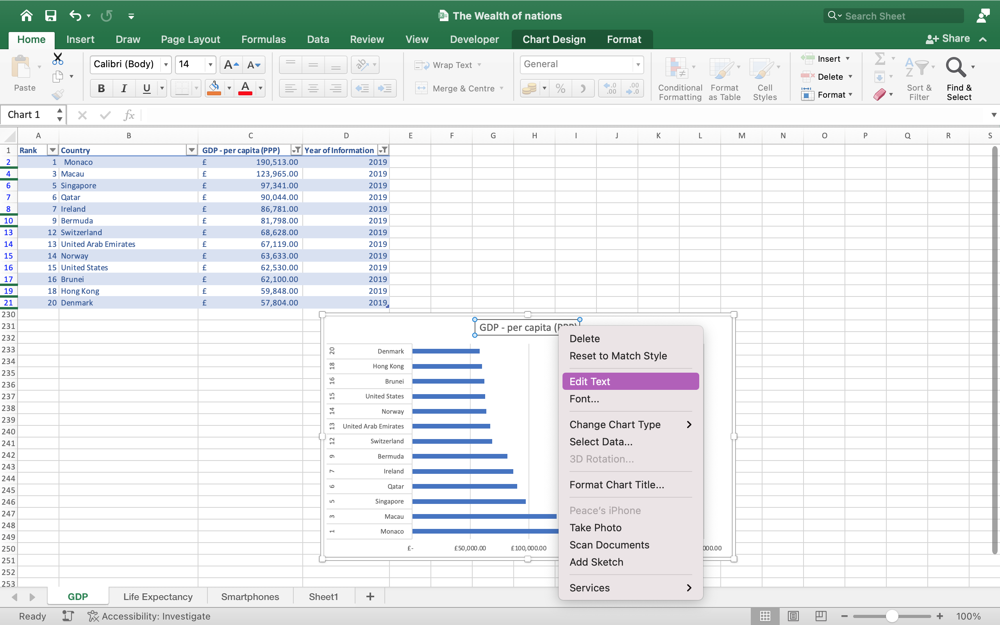 The Wealth of nations
Search Sheet
Home Insert Draw Page Layout Formulas Data Review View Developer Chart Design Format Share
Paste
Calibri (Body) 14
B I U A
Wrap Text
Merge & Centre
General
Conditional Formatting
Format as Table
Cell Styles
Insert
Delete
Format
Sort & Filter
Find & Select
Chart 1 fx
A B C D E F G H I J K L M N O P Q R S
1 Rank Country GDP - per capita (PPP) Year of Information
2 1 Monaco £ 190,513.00 2019
4 3 Macau £ 123,965.00 2019
6 5 Singapore £ 97,341.00 2019
7 6 Qatar £ 90,044.00 2019
8 7 Ireland £ 86,781.00 2019
10 9 Bermuda £ 81,798.00 2019
13 12 Switzerland £ 68,628.00 2019
14 13 United Arab Emirates £ 67,119.00 2019
15 14 Norway £ 63,633.00 2019
16 15 United States £ 62,530.00 2019
17 16 Brunei £ 62,100.00 2019
19 18 Hong Kong £ 59,848.00 2019
21 20 Denmark £ 57,804.00 2019
230
231
232
233
234
235
236
237
238
239
240
241
242
243
244
245
246
247
248
249
250
251
252
253
GDP - per capita (PPP)
20 Denmark
18 Hong Kong
16 Brunei
15 United States
14 Norway
13 United Arab Emirates
12 Switzerland
9 Bermuda
7 Ireland
6 Qatar
5 Singapore
3 Macau
1 Monaco
£- £50,000.00 £100,000.00 000.00
Delete
Reset to Match Style
Edit Text
Font...
Change Chart Type
Select Data...
3D Rotation...
Format Chart Title...
Peace's iPhone
Take Photo
Scan Documents
Add Sketch
Services
GDP Life Expectancy Smartphones Sheet1 +
Ready Accessibility: Investigate 100%